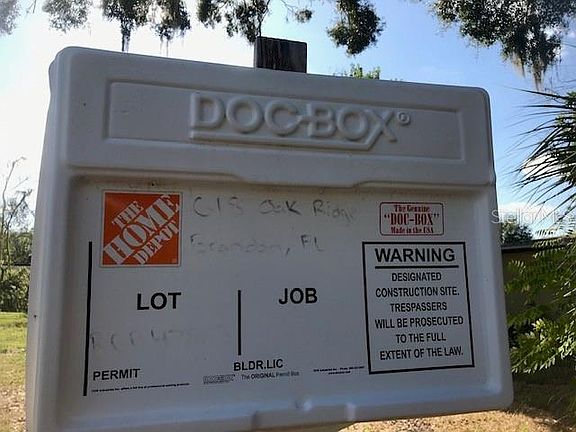 DOC-BOX®
THE HOME DEPOT
Oak Ridge
Brandon, FL
The Genuine
"DOC-BOX"
Made in the USA
Stellar MLS
WARNING
DESIGNATED
CONSTRUCTION SITE.
TRESPASSERS
WILL BE PROSECUTED
TO THE FULL
EXTENT OF THE LAW.
LOT
JOB
PERMIT
BLDR.LIC
The ORIGINAL Permit Box